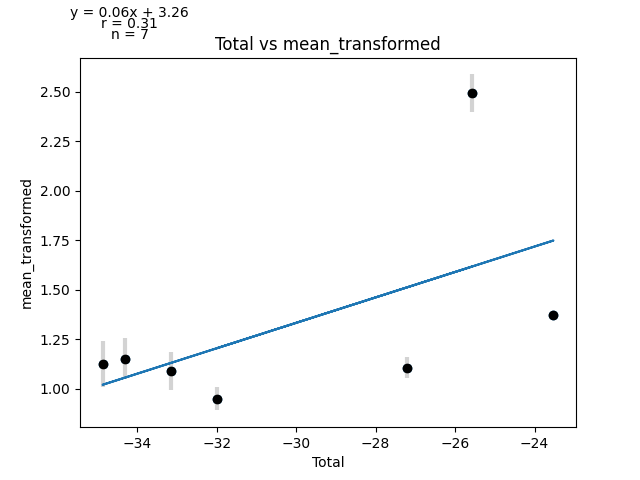 y = 0.06x + 3.26
r = 0.31
n = 7
Total vs mean_transformed
mean_transformed
2.50
2.25
2.00
1.75
1.50
1.25
1.00
−34
−32
−30
−28
−26
−24
Total